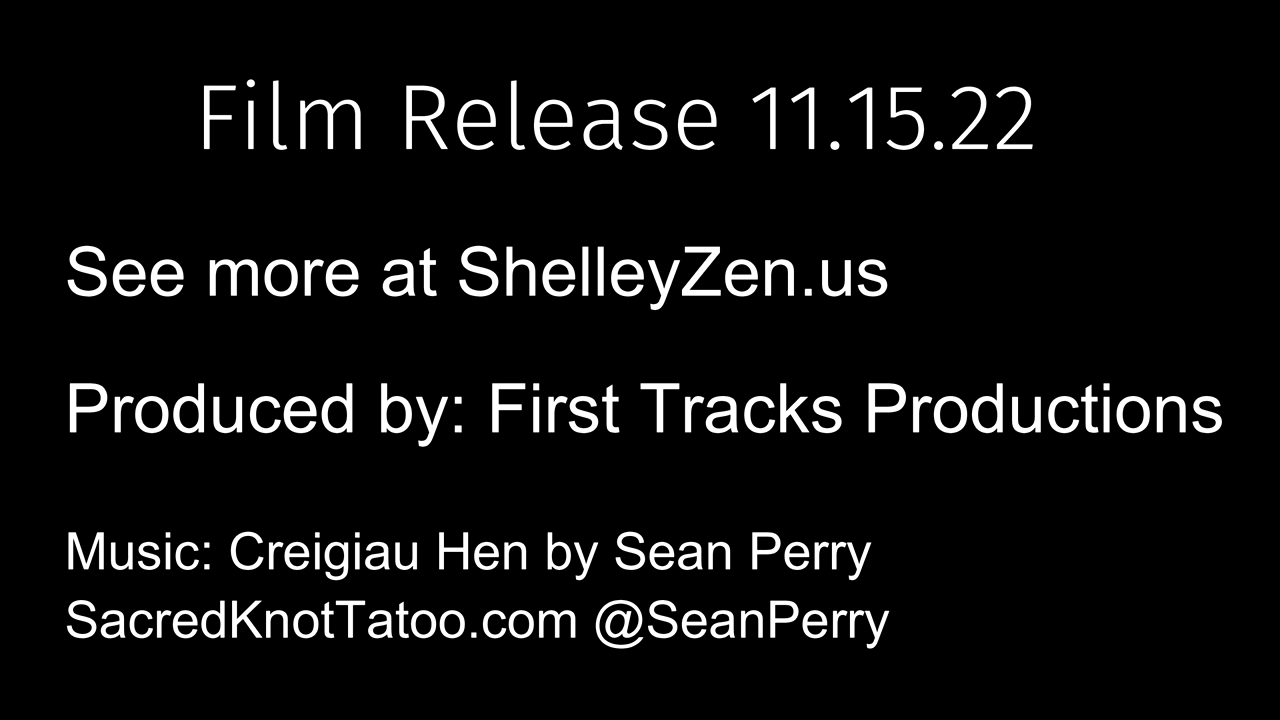 Film Release 11.15.22
See more at ShelleyZen.us
Produced by: First Tracks Productions
Music: Creigiau Hen by Sean Perry
SacredKnotTatoo.com @SeanPerry